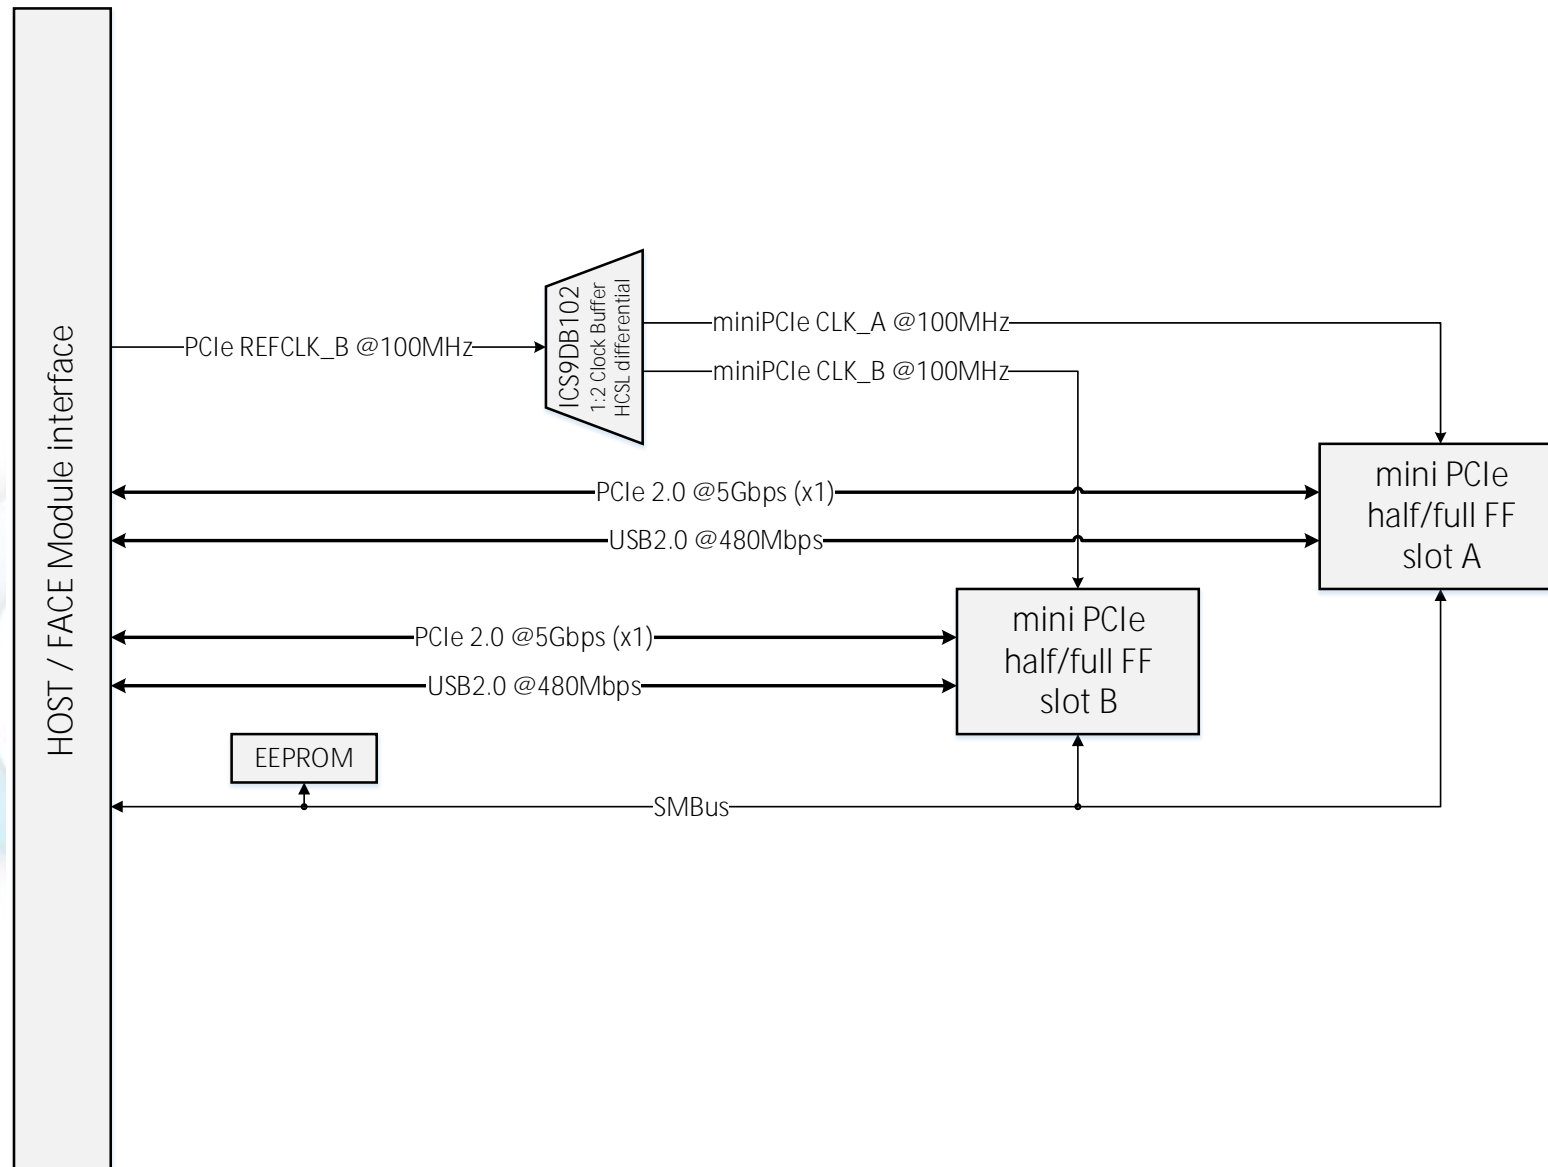 HOST / FACE Module interface
PCIe REFCLK_B @100MHz
ICS9DB102
1:2 Clock Buffer
HCSL differential
miniPCIe CLK_A @100MHz
miniPCIe CLK_B @100MHz
PCIe 2.0 @5Gbps (x1)
USB2.0 @480Mbps
mini PCIe
half/full FF
slot A
PCIe 2.0 @5Gbps (x1)
USB2.0 @480Mbps
mini PCIe
half/full FF
slot B
EEPROM
SMBus